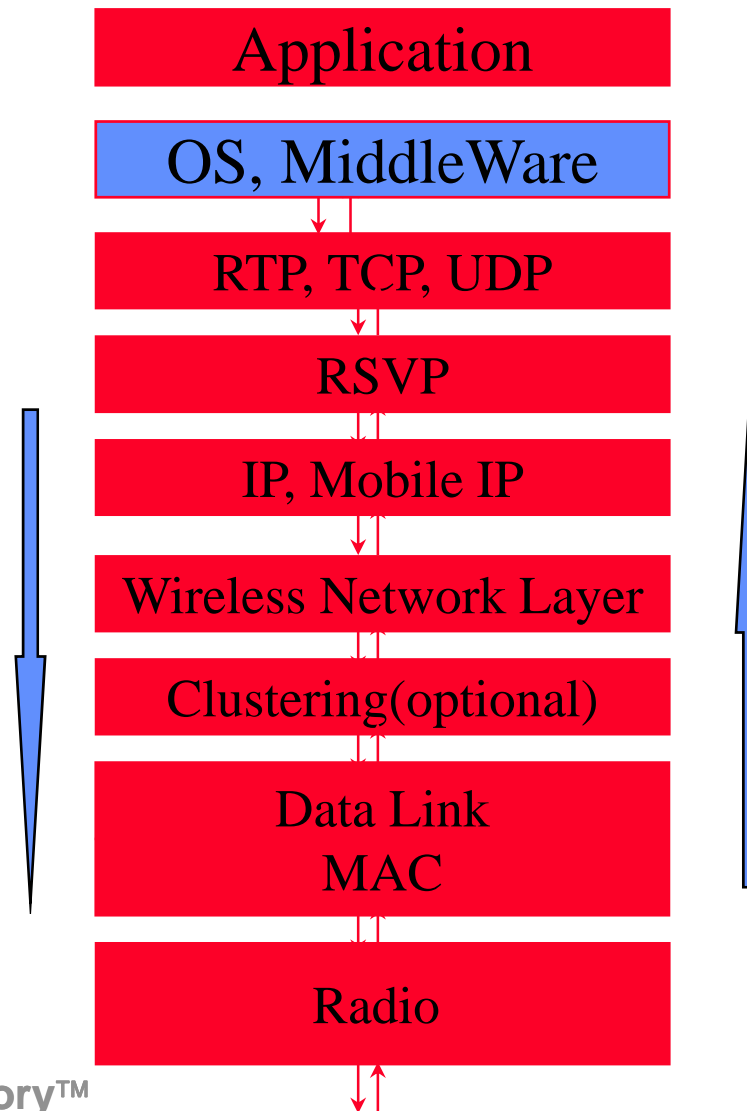 Application
OS, MiddleWare
RTP, TCP, UDP
RSVP
IP, Mobile IP
Wireless Network Layer
Clustering(optional)
Data Link
MAC
Radio
ory™